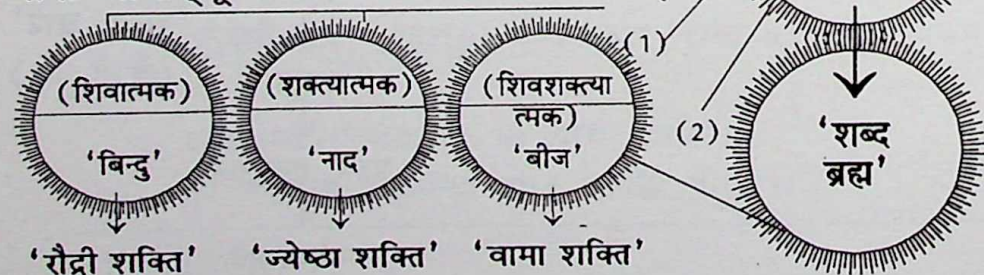 (शिवात्मक)
'बिन्दु'
'रौद्री शक्ति'
(शक्त्यात्मक)
'नाद'
'ज्येष्ठा शक्ति'
(शिवशक्त्या
त्मक)
'बीज'
'वामा शक्ति'
(1)
(2)
'शब्द
ब्रह्म'